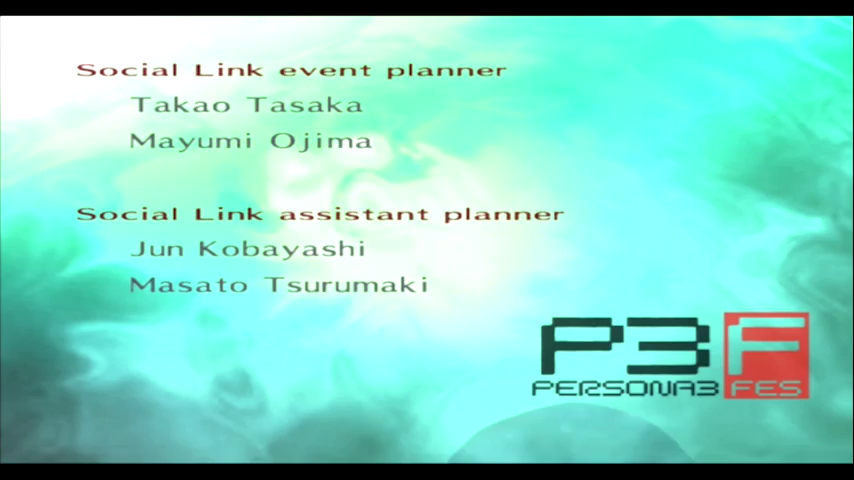 Social Link event planner
Takao Tasaka
Mayumi Ojima
Social Link assistant planner
Jun Kobayashi
Masato Tsurumaki
P3F
PERSONA3 FES